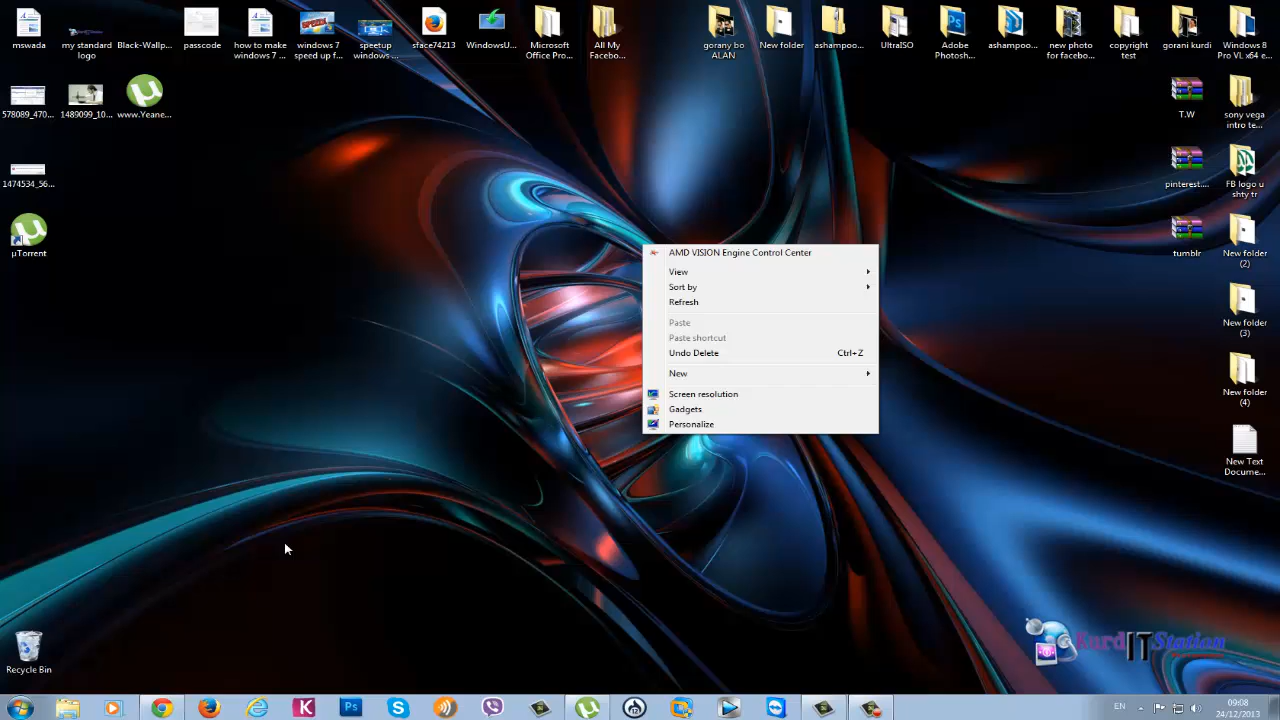 mswada
my standard logo
Black-Wallp...
passcode
how to make windows 7 ...
windows 7 speed up f...
speetup windows ...
sface74213
WindowsU...
Microsoft Office Pro...
All My Facebo...
gorany bo ALAN
New folder
ashampoo...
UltraISO
Adobe Photosh...
ashampoo...
new photo for facebo...
copyright test
gorani kurdi
Windows 8 Pro VL x64 e...
578089_470...
1489099_10...
www.Yeane...
T.W
sony vega intro te...
1474534_56...
pinterest....
FB logo u shty tr
µTorrent
tumblr
New folder (2)
New folder (3)
New folder (4)
New Text Docume...
AMD VISION Engine Control Center
View
Sort by
Refresh
Paste
Paste shortcut
Undo Delete Ctrl+Z
New
Screen resolution
Gadgets
Personalize
KurdITStation
Recycle Bin
EN
09:08
24/12/2013